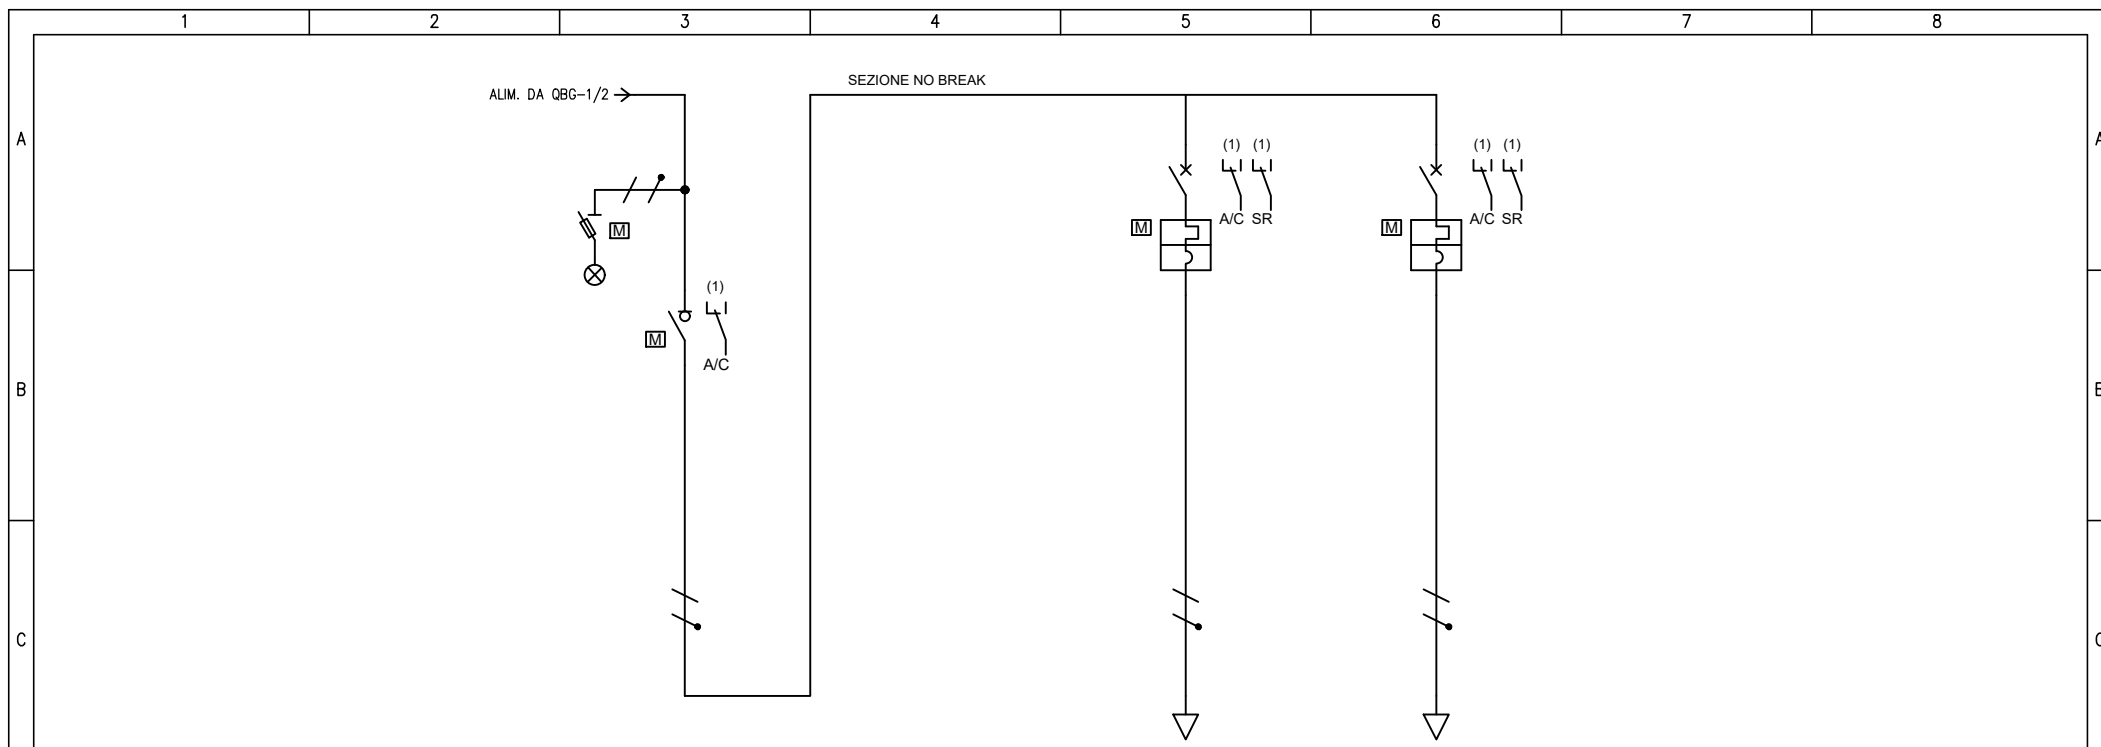 1 2 3 4 5 6 7 8
SEZIONE NO BREAK
ALIM. DA QBG-1/2
A A
(1) (1) (1) (1)
A/C SR A/C SR
M M M
(1)
M
A/C
B B
C C